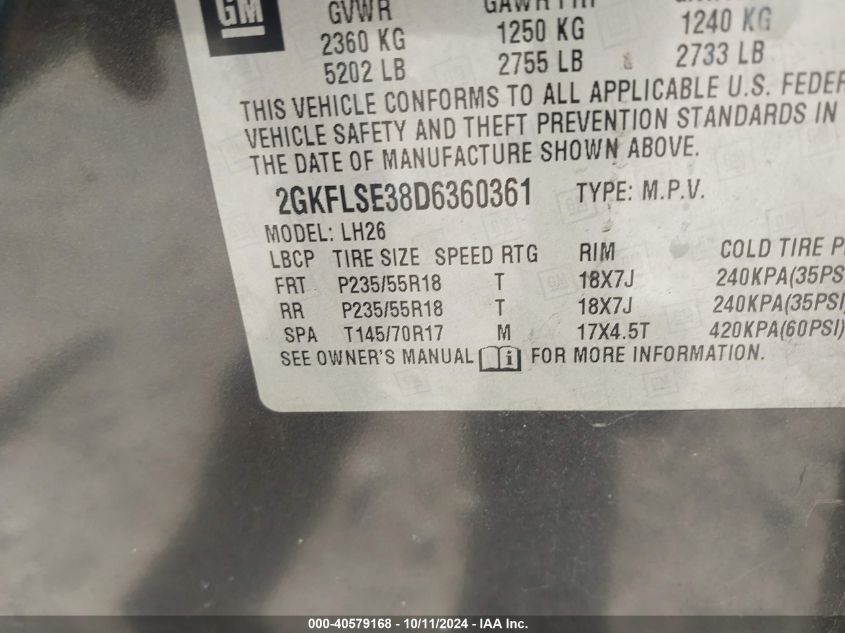 GM
GVWR GAWR FRT
2360 KG 1250 KG 1240 KG
5202 LB 2755 LB 2733 LB
THIS VEHICLE CONFORMS TO ALL APPLICABLE U.S. FEDER
VEHICLE SAFETY AND THEFT PREVENTION STANDARDS IN
THE DATE OF MANUFACTURE SHOWN ABOVE.
2GKFLSE38D6360361 TYPE: M.P.V.
MODEL: LH26
LBCP TIRE SIZE SPEED RTG RIM COLD TIRE P
FRT P235/55R18 T 18X7J 240KPA(35PS
RR P235/55R18 T 18X7J 240KPA(35PSI
SPA T145/70R17 M 17X4.5T 420KPA(60PSI)
SEE OWNER'S MANUAL FOR MORE INFORMATION.
000-40579168 - 10/11/2024 - IAA Inc.